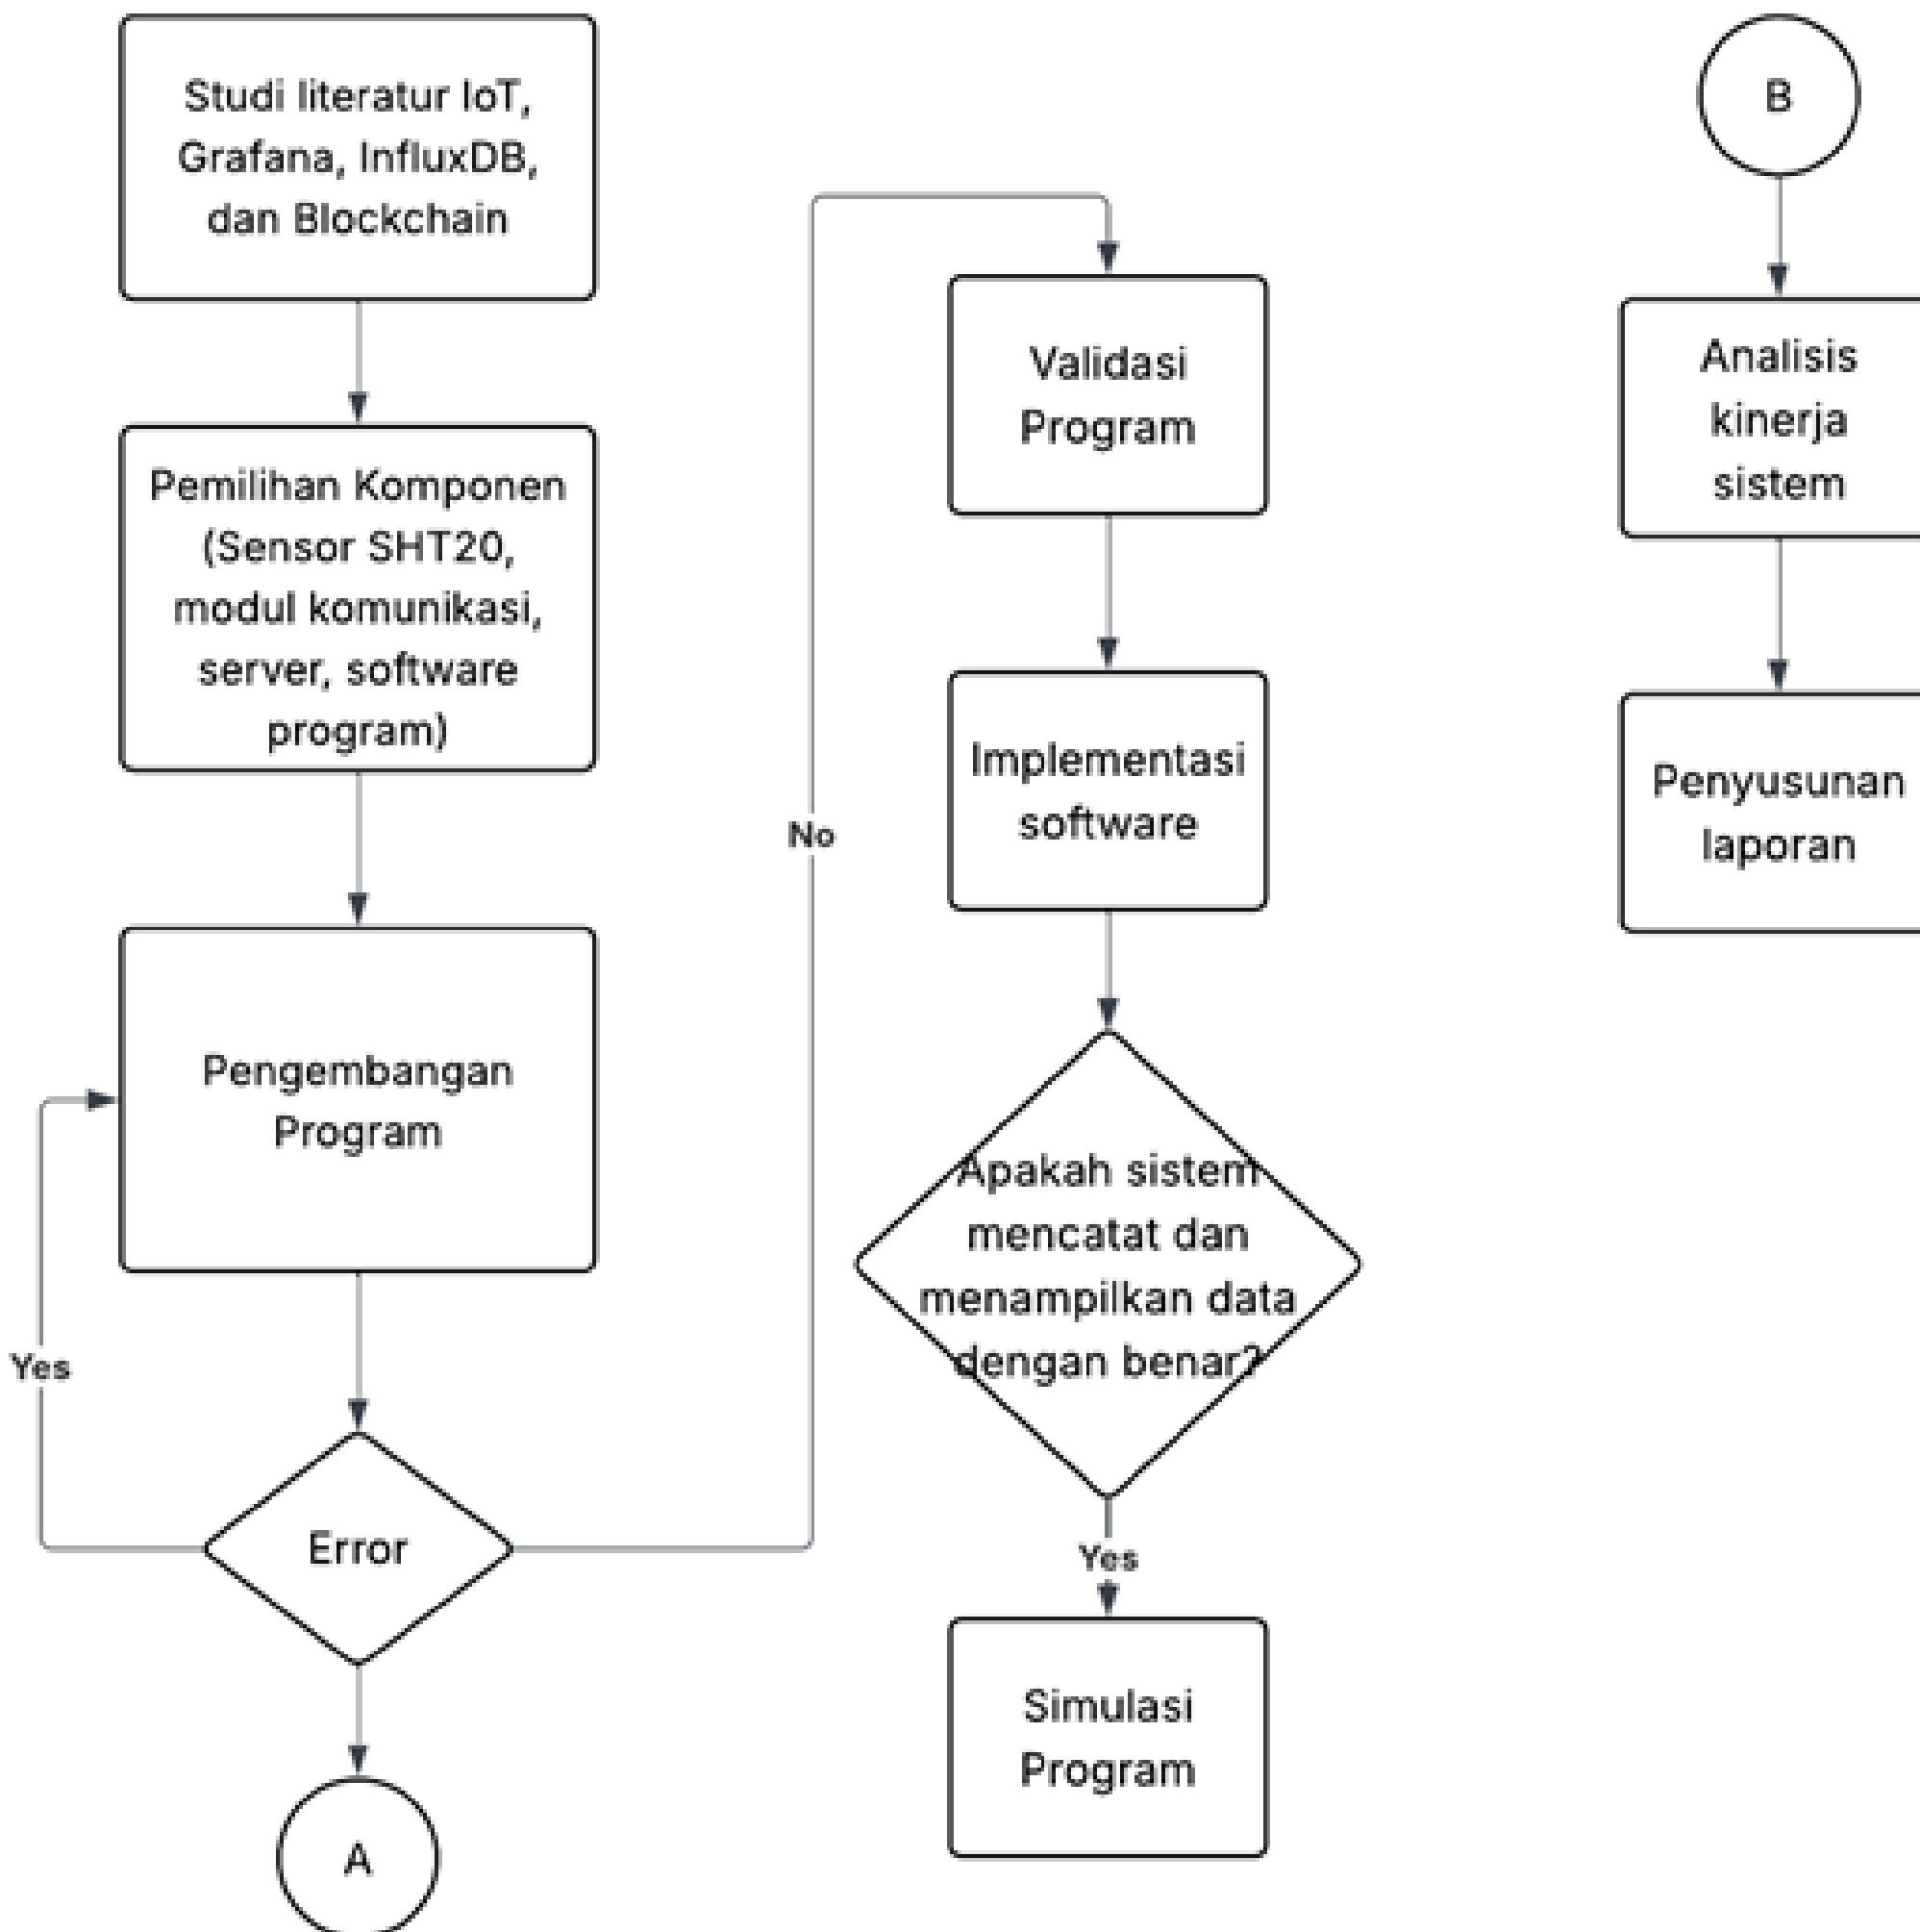 Studi literatur IoT,
Grafana, InfluxDB,
dan Blockchain
Pemilihan Komponen
(Sensor SHT20,
modul komunikasi,
server, software
program)
Pengembangan
Program
Yes
Error
A
No
Validasi
Program
Implementasi
software
Apakah sistem
mencatat dan
menampilkan data
dengan benar?
Yes
Simulasi
Program
B
Analisis
kinerja
sistem
Penyusunan
laporan